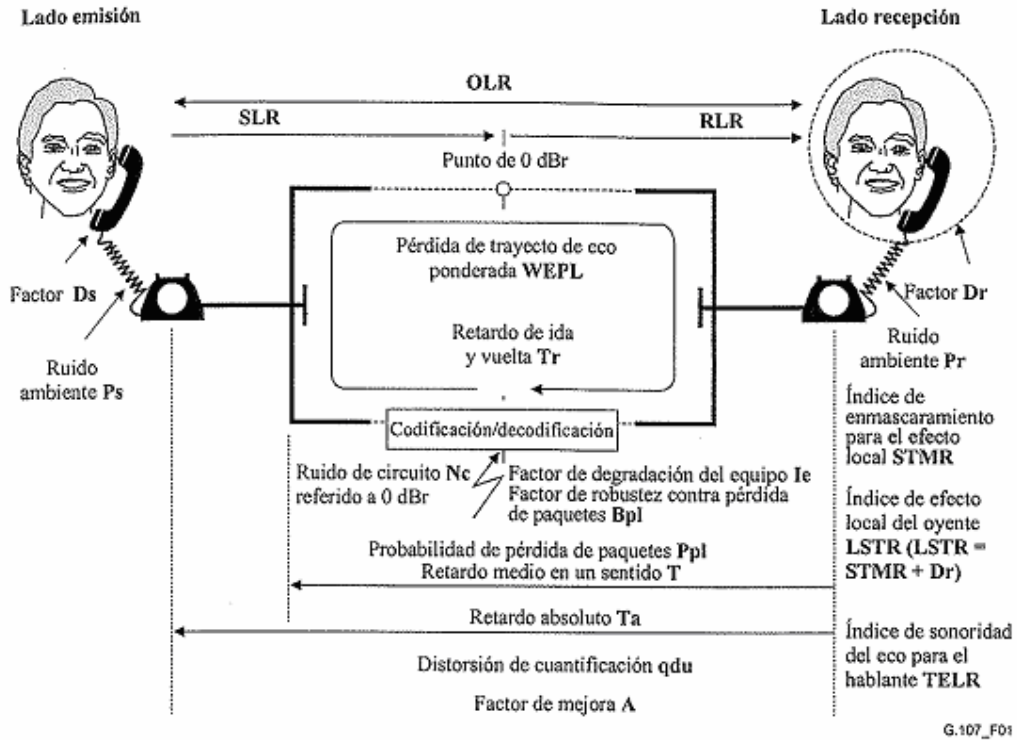 Lado emisión
Lado recepción
OLR
SLR
RLR
Punto de 0 dBr
Pérdida de trayecto de eco
ponderada WEPL
Factor Ds
Factor Dr
Retardo de ida
y vuelta Tr
Ruido
ambiente Ps
Ruido
ambiente Pr
Codificación/decodificación
Índice de
enmascaramiento
para el efecto
local STMR
Ruido de circuito Nc
referido a 0 dBr
Factor de degradación del equipo Ie
Factor de robustez contra pérdida
de paquetes Bpl
Índice de efecto
local del oyente
LSTR (LSTR =
STMR + Dr)
Probabilidad de pérdida de paquetes Ppl
Retardo medio en un sentido T
Retardo absoluto Ta
Índice de sonoridad
del eco para el
hablante TELR
Distorsión de cuantificación qdu
Factor de mejora A
G.107_F01